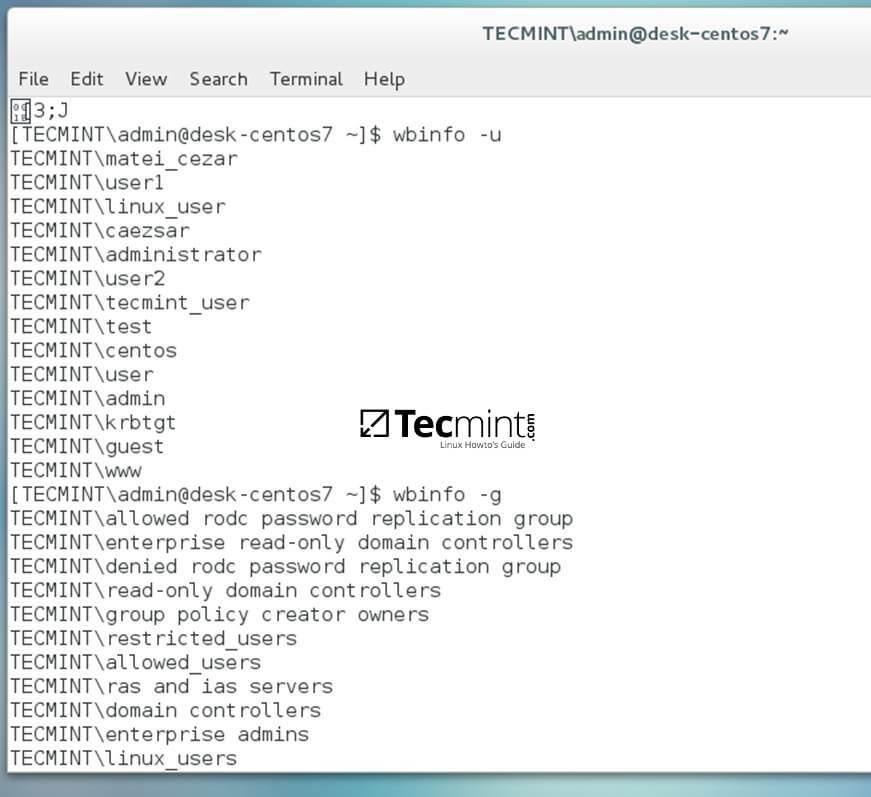 TECMINT\admin@desk-centos7:~
File Edit View Search Terminal Help
3;J
[TECMINT\admin@desk-centos7 ~]$ wbinfo -u
TECMINT\matei_cezar
TECMINT\user1
TECMINT\linux_user
TECMINT\caezsar
TECMINT\administrator
TECMINT\user2
TECMINT\tecmint_user
TECMINT\test
TECMINT\centos
TECMINT\user
TECMINT\admin
TECMINT\krbtgt
TECMINT\guest
TECMINT\www
Tecmint.com
Linux Howto's Guide
[TECMINT\admin@desk-centos7 ~]$ wbinfo -g
TECMINT\allowed rodc password replication group
TECMINT\enterprise read-only domain controllers
TECMINT\denied rodc password replication group
TECMINT\read-only domain controllers
TECMINT\group policy creator owners
TECMINT\restricted_users
TECMINT\allowed_users
TECMINT\ras and ias servers
TECMINT\domain controllers
TECMINT\enterprise admins
TECMINT\linux_users